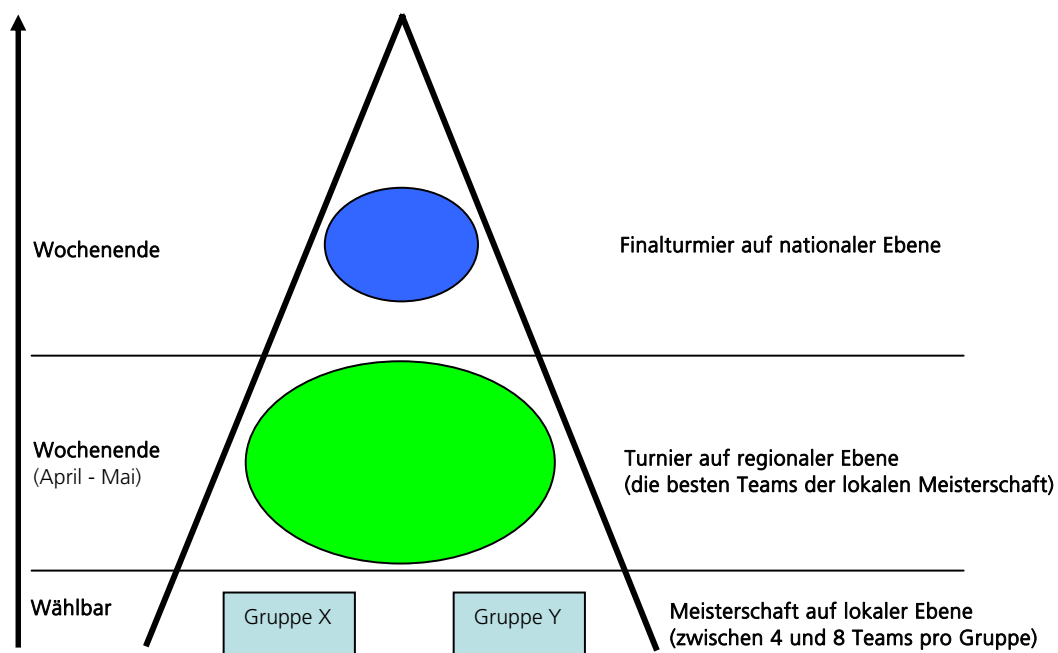 Wochenende
Finalturmier auf nationaler Ebene
Wochenende
(April - Mai)
Turnier auf regionaler Ebene
(die besten Teams der lokalen Meisterschaft)
Wählbar
Gruppe X
Gruppe Y
Meisterschaft auf lokaler Ebene
(zwischen 4 und 8 Teams pro Gruppe)